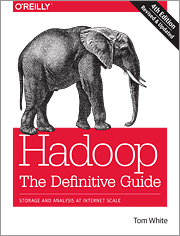 O'REILLY®
4th Edition
Revised & Updated
Hadoop
The Definitive Guide
STORAGE AND ANALYSIS AT INTERNET SCALE
Tom White